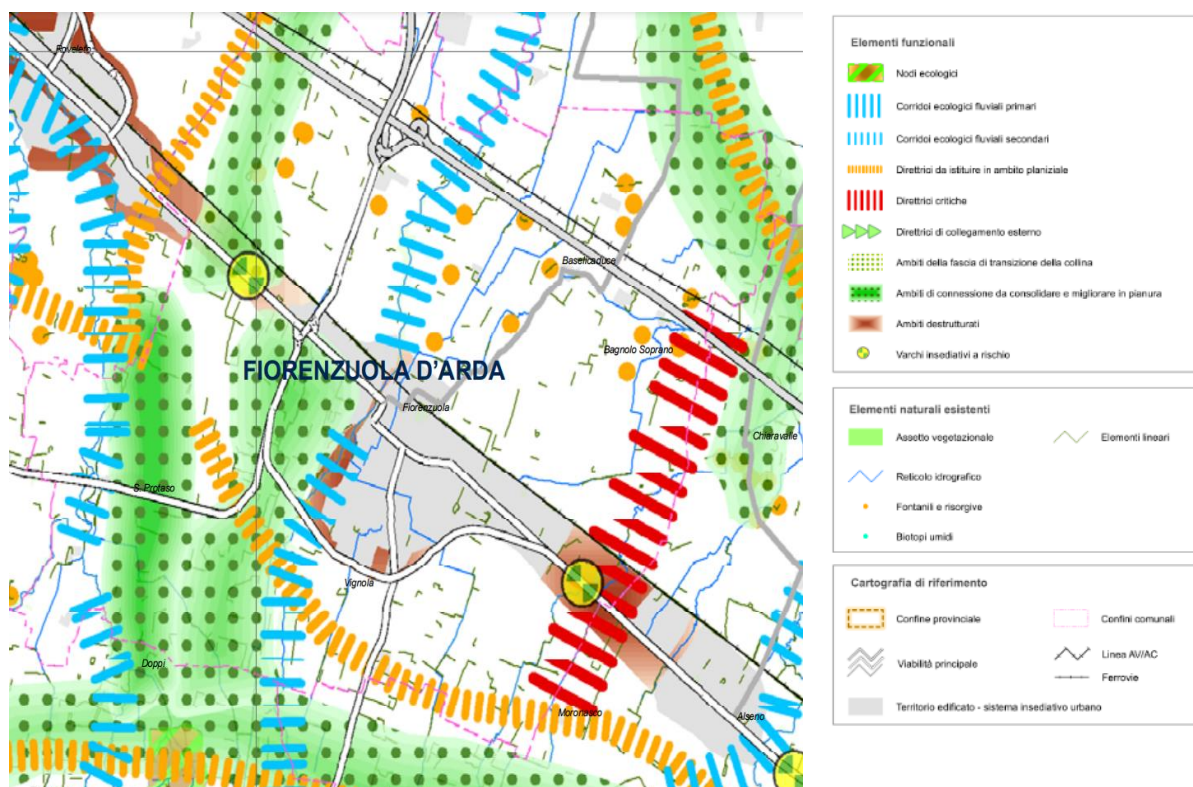 Roveleto
Baselicaduce
Bagnolo Soprano
FIORENZUOLA D'ARDA
Fiorenzuola
Chiaravalle
S. Protaso
Vignola
Doppi
Moronasco
Alseno
Elementi funzionali
Nodi ecologici
Corridoi ecologici fluviali primari
Corridoi ecologici fluviali secondari
Direttrici da istituire in ambito planiziale
Direttrici critiche
Direttrici di collegamento esterno
Ambiti della fascia di transizione della collina
Ambiti di connessione da consolidare e migliorare in pianura
Ambiti destrutturati
Varchi insediativi a rischio
Elementi naturali esistenti
Assetto vegetazionale
Elementi lineari
Reticolo idrografico
Fontanili e risorgive
Biotopi umidi
Cartografia di riferimento
Confine provinciale
Confini comunali
Viabilità principale
Linea AV/AC
Ferrovie
Territorio edificato - sistema insediativo urbano